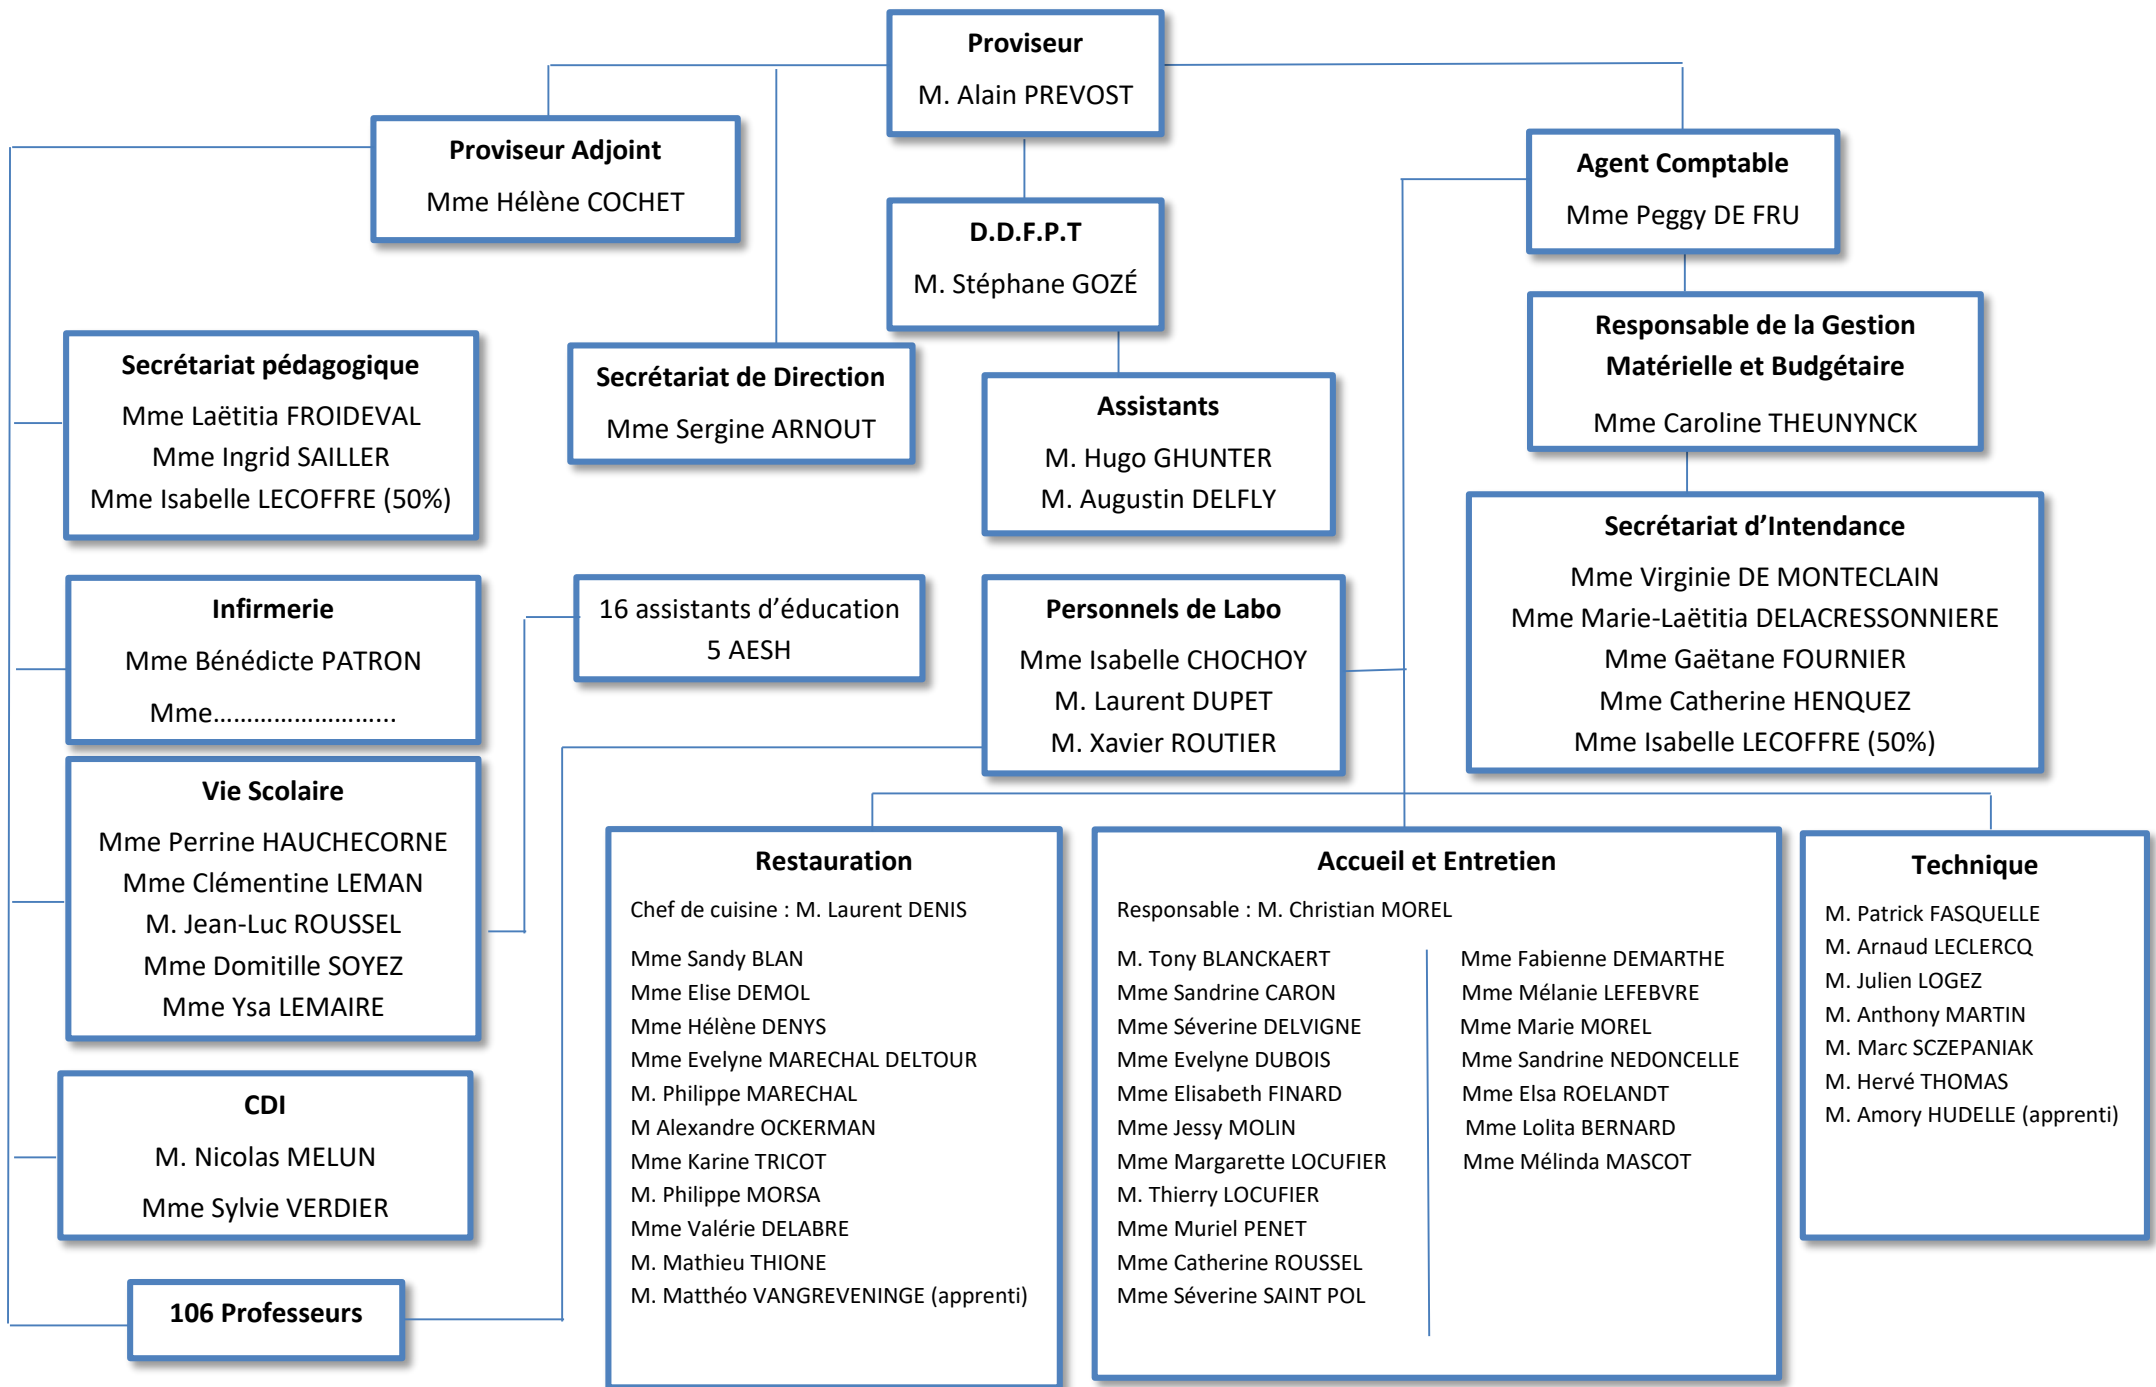 Proviseur
M. Alain PREVOST
Proviseur Adjoint
Mme Hélène COCHET
Agent Comptable
Mme Peggy DE FRU
D.D.F.P.T
M. Stéphane GOZÉ
Responsable de la Gestion
Matérielle et Budgétaire
Mme Caroline THEUNYNCK
Secrétariat pédagogique
Mme Laëtitia FROIDEVAL
Mme Ingrid SAILLER
Mme Isabelle LECOFFRE (50%)
Secrétariat de Direction
Mme Sergine ARNOUT
Assistants
M. Hugo GHUNTER
M. Augustin DELFLY
Secrétariat d’Intendance
Mme Virginie DE MONTECLAIN
Mme Marie-Laëtitia DELACRESSONNIERE
Mme Gaëtane FOURNIER
Mme Catherine HENQUEZ
Mme Isabelle LECOFFRE (50%)
Infirmerie
Mme Bénédicte PATRON
Mme……………………...
16 assistants d’éducation
5 AESH
Personnels de Labo
Mme Isabelle CHOCHOY
M. Laurent DUPET
M. Xavier ROUTIER
Vie Scolaire
Mme Perrine HAUCHECORNE
Mme Clémentine LEMAN
M. Jean-Luc ROUSSEL
Mme Domitille SOYEZ
Mme Ysa LEMAIRE
CDI
M. Nicolas MELUN
Mme Sylvie VERDIER
106 Professeurs
Restauration
Chef de cuisine : M. Laurent DENIS
Mme Sandy BLAN
Mme Elise DEMOL
Mme Hélène DENYS
Mme Evelyne MARECHAL DELTOUR
M. Philippe MARECHAL
M Alexandre OCKERMAN
Mme Karine TRICOT
M. Philippe MORSA
Mme Valérie DELABRE
M. Mathieu THIONE
M. Matthéo VANGREVENINGE (apprenti)
Accueil et Entretien
Responsable : M. Christian MOREL
M. Tony BLANCKAERT
Mme Sandrine CARON
Mme Séverine DELVIGNE
Mme Evelyne DUBOIS
Mme Elisabeth FINARD
Mme Jessy MOLIN
Mme Margarette LOCUFIER
M. Thierry LOCUFIER
Mme Muriel PENET
Mme Catherine ROUSSEL
Mme Séverine SAINT POL
Mme Fabienne DEMARTHE
Mme Mélanie LEFEBVRE
Mme Marie MOREL
Mme Sandrine NEDONCELLE
Mme Elsa ROELANDT
Mme Lolita BERNARD
Mme Mélinda MASCOT
Technique
M. Patrick FASQUELLE
M. Arnaud LECLERCQ
M. Julien LOGEZ
M. Anthony MARTIN
M. Marc SCZEPANIAK
M. Hervé THOMAS
M. Amory HUDELLE (apprenti)